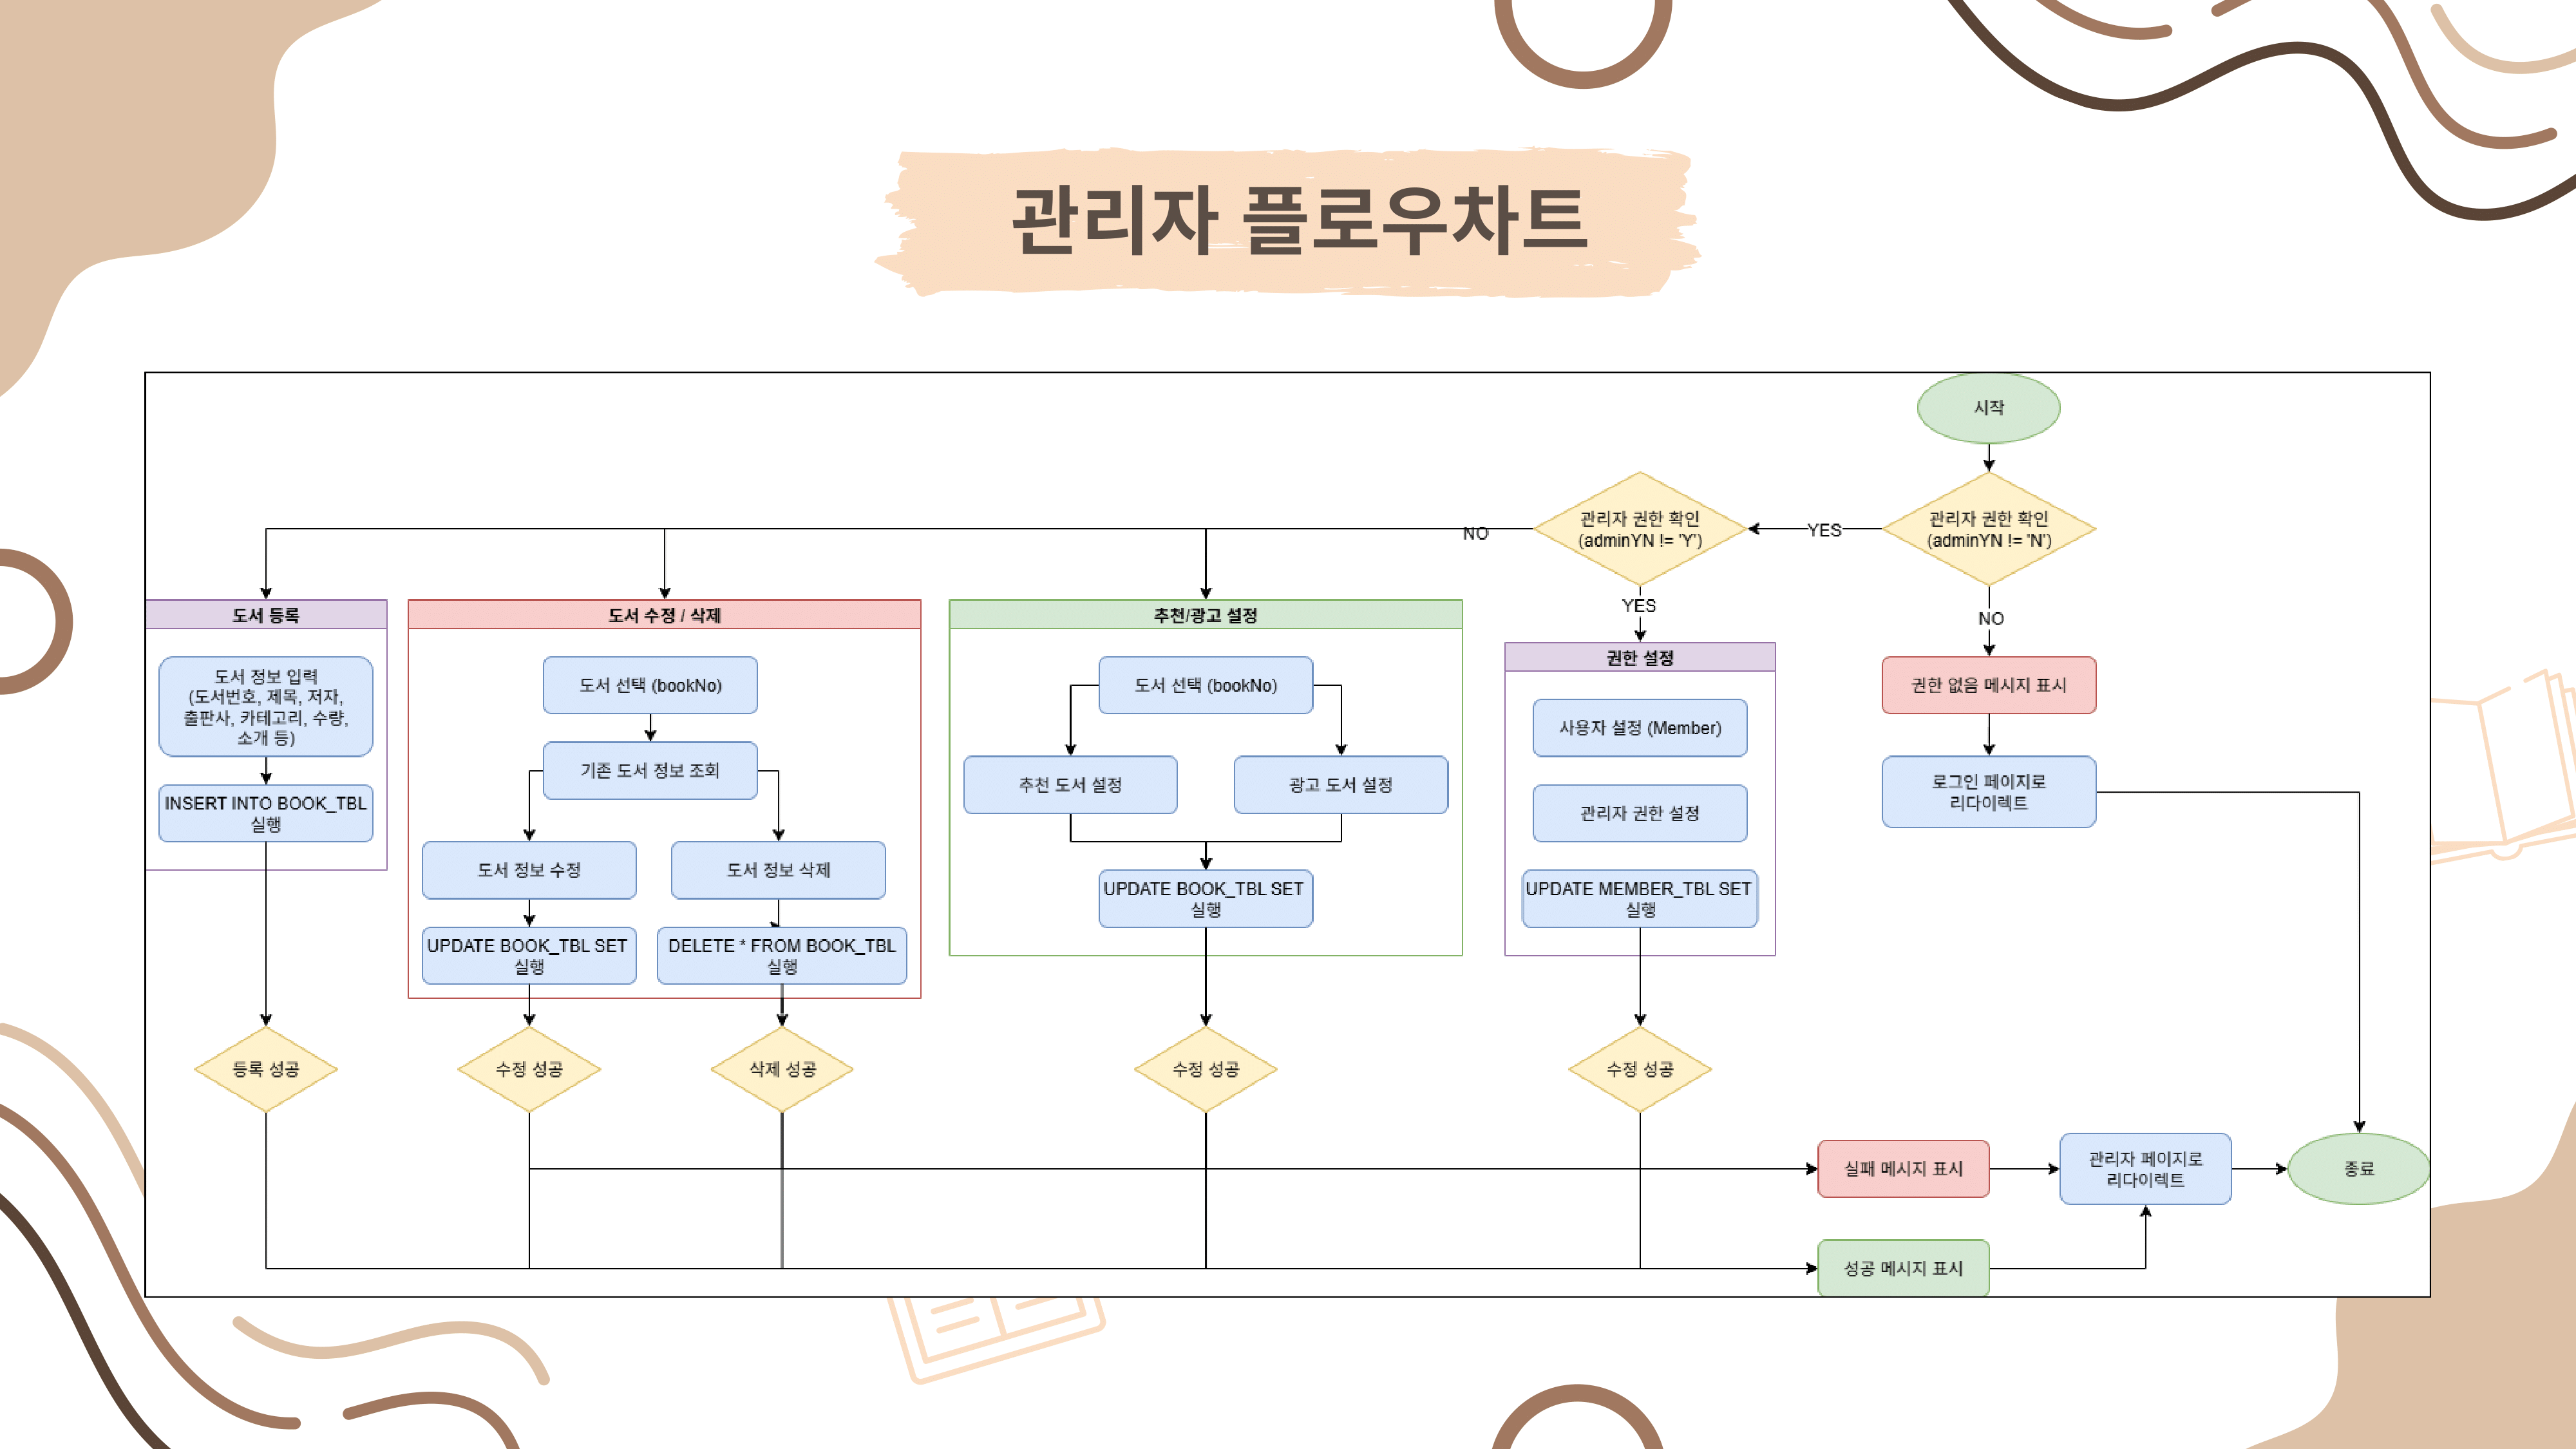 관리자 플로우차트
시작
관리자 권한 확인
(adminYN != 'N')
YES
관리자 권한 확인
(adminYN != 'Y')
NO
YES
NO
도서 등록
도서 정보 입력
(도서번호, 제목, 저자,
출판사, 카테고리, 수량,
소개 등)
INSERT INTO BOOK_TBL
실행
도서 수정 / 삭제
도서 선택 (bookNo)
기존 도서 정보 조회
도서 정보 수정
도서 정보 삭제
UPDATE BOOK_TBL SET
실행
DELETE * FROM BOOK_TBL
실행
추천/광고 설정
도서 선택 (bookNo)
추천 도서 설정
광고 도서 설정
UPDATE BOOK_TBL SET
실행
권한 설정
사용자 설정 (Member)
관리자 권한 설정
UPDATE MEMBER_TBL SET
실행
권한 없음 메시지 표시
로그인 페이지로
리다이렉트
등록 성공
수정 성공
삭제 성공
수정 성공
수정 성공
실패 메시지 표시
관리자 페이지로
리다이렉트
종료
성공 메시지 표시